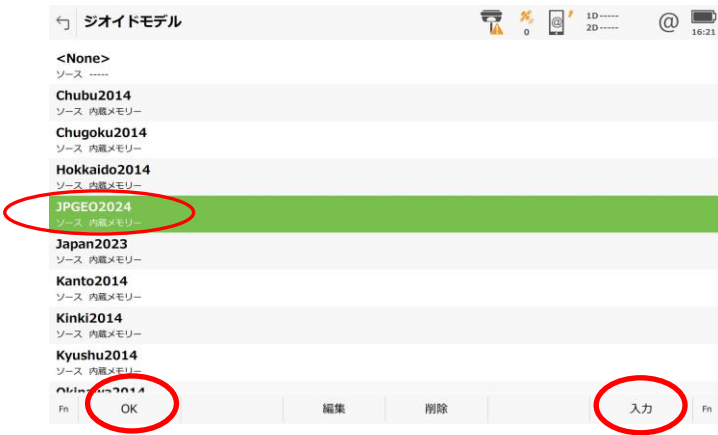 ジオイドモデル
0
@
1D -----
2D -----
@
16:21
<None>
ソース -----
Chubu2014
ソース 内蔵メモリー
Chugoku2014
ソース 内蔵メモリー
Hokkaido2014
ソース 内蔵メモリー
JPGEO2024
ソース 内蔵メモリー
Japan2023
ソース 内蔵メモリー
Kanto2014
ソース 内蔵メモリー
Kinki2014
ソース 内蔵メモリー
Kyushu2014
ソース 内蔵メモリー
Okinawa2014
Fn OK 編集 削除 入力 Fn